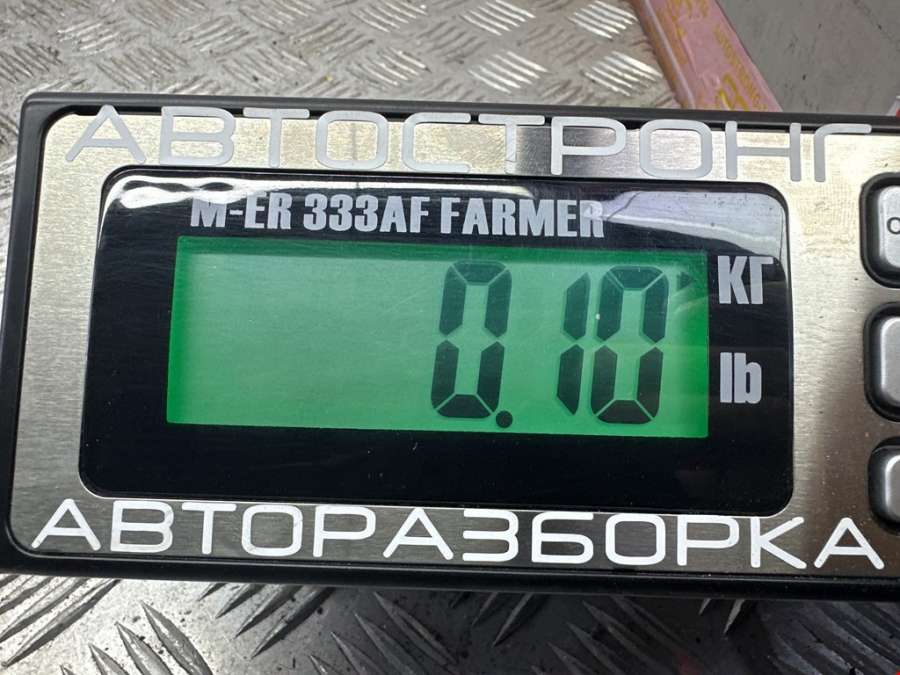 АВТОСТРОНГ
M-ER 333AF FARMER
0.10
КГ
lb
АВТОРАЗБОРКА